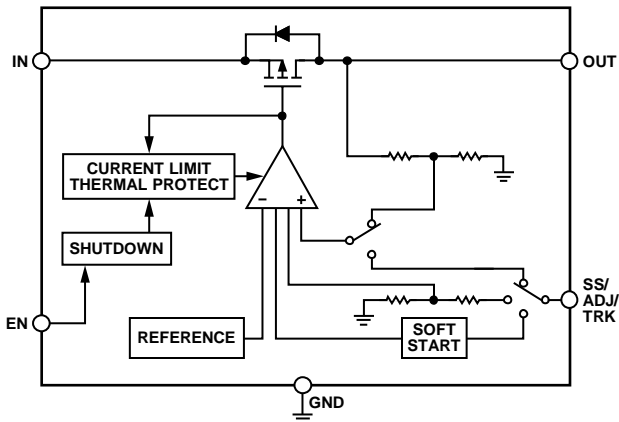 IN
OUT
CURRENT LIMIT
THERMAL PROTECT
−
+
SHUTDOWN
SS/
ADJ/
TRK
EN
REFERENCE
SOFT
START
GND